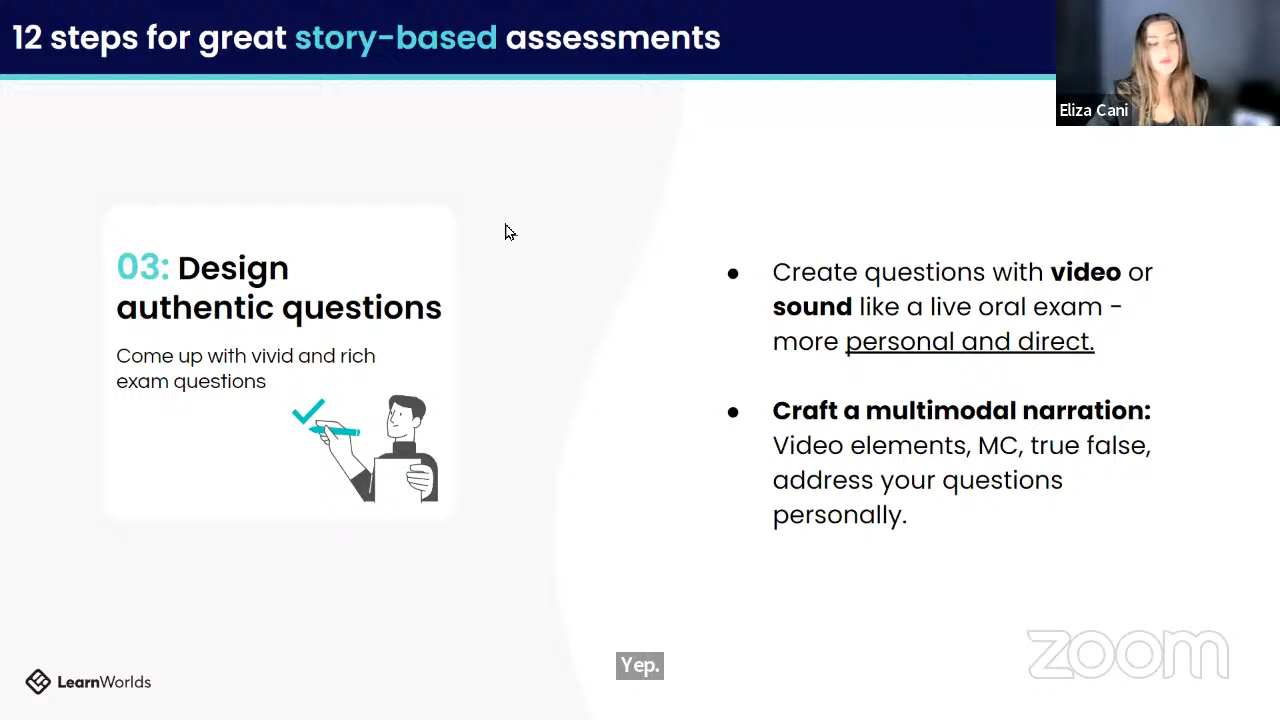 12 steps for great story-based assessments
Eliza Cani
03: Design
authentic questions
Come up with vivid and rich
exam questions
● Create questions with video or
sound like a live oral exam -
more personal and direct.
● Craft a multimodal narration:
Video elements, MC, true false,
address your questions
personally.
Yep.
LearnWorlds
zoom